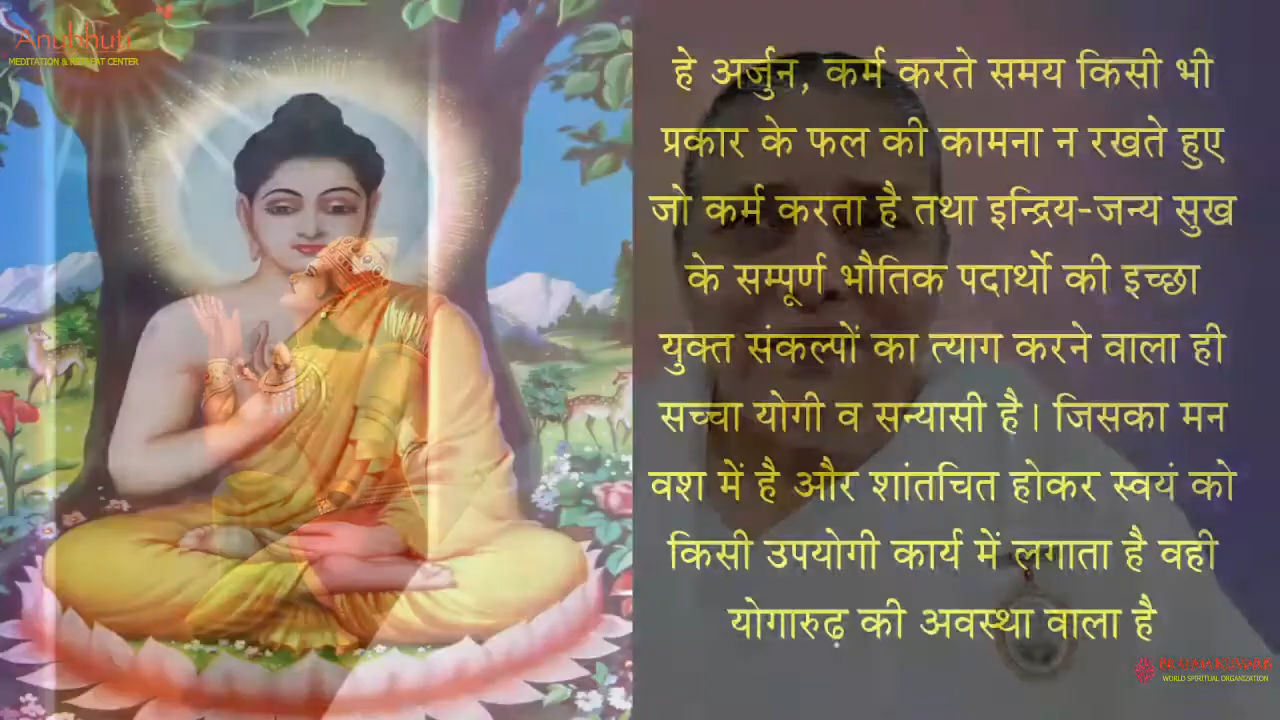 Anubhuti
MEDITATION & RETREAT CENTER
हे अर्जुन, कर्म करते समय किसी भी
प्रकार के फल की कामना न रखते हुए
जो कर्म करता है तथा इन्द्रिय-जन्य सुख
के सम्पूर्ण भौतिक पदार्थो की इच्छा
युक्त संकल्पों का त्याग करने वाला ही
सच्चा योगी व सन्यासी है। जिसका मन
वश में है और शांतचित होकर स्वयं को
किसी उपयोगी कार्य में लगाता है वही
योगारुढ़ की अवस्था वाला है
BRAHMA KUMARIS
WORLD SPIRITUAL ORGANIZATION